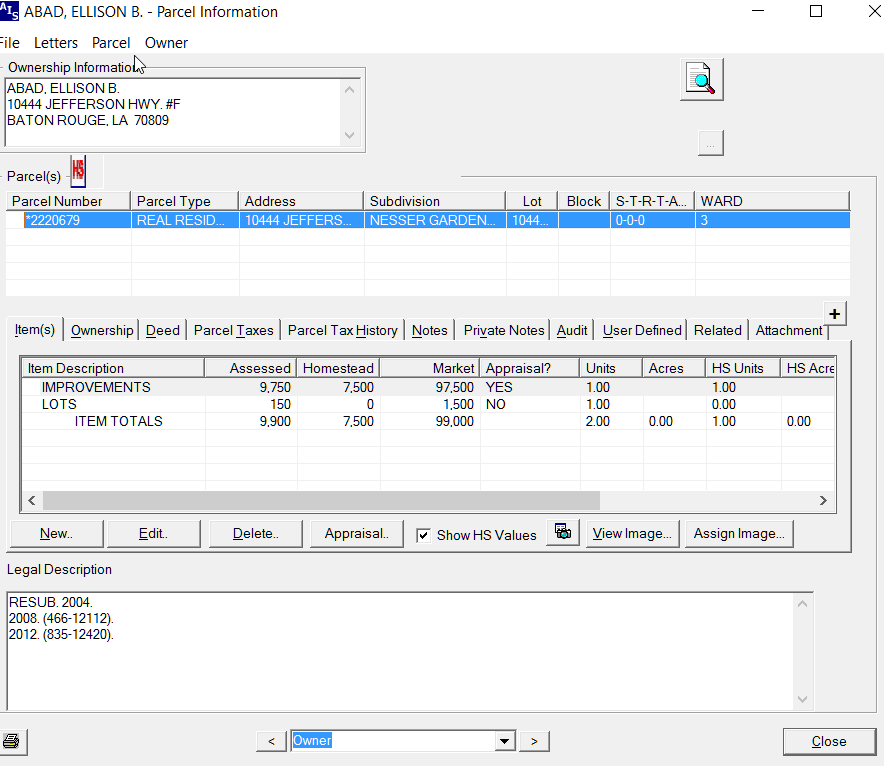 AIS ABAD, ELLISON B. - Parcel Information
File Letters Parcel Owner
Ownership Information
ABAD, ELLISON B.
10444 JEFFERSON HWY. #F
BATON ROUGE, LA 70809
...
Parcel(s) HS
Parcel Number Parcel Type Address Subdivision Lot Block S-T-R-T-A... WARD
*2220679 REAL RESID... 10444 JEFFERS... NESSER GARDEN... 1044... 0-0-0 3
+
Item(s) Ownership Deed Parcel Taxes Parcel Tax History Notes Private Notes Audit User Defined Related Attachment
Item Description Assessed Homestead Market Appraisal? Units Acres HS Units HS Acre
IMPROVEMENTS 9,750 7,500 97,500 YES 1.00 1.00
LOTS 150 0 1,500 NO 1.00 0.00
ITEM TOTALS 9,900 7,500 99,000 2.00 0.00 1.00 0.00
New.. Edit.. Delete.. Appraisal.. Show HS Values View Image... Assign Image...
Legal Description
RESUB. 2004.
2008. (466-12112).
2012. (835-12420).
< Owner > Close